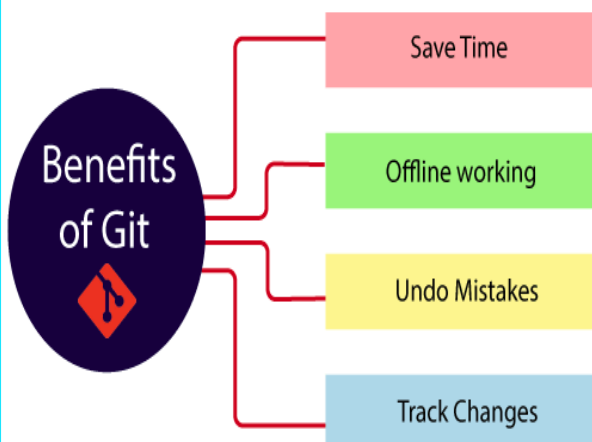 Benefits
of Git
Save Time
Offline working
Undo Mistakes
Track Changes